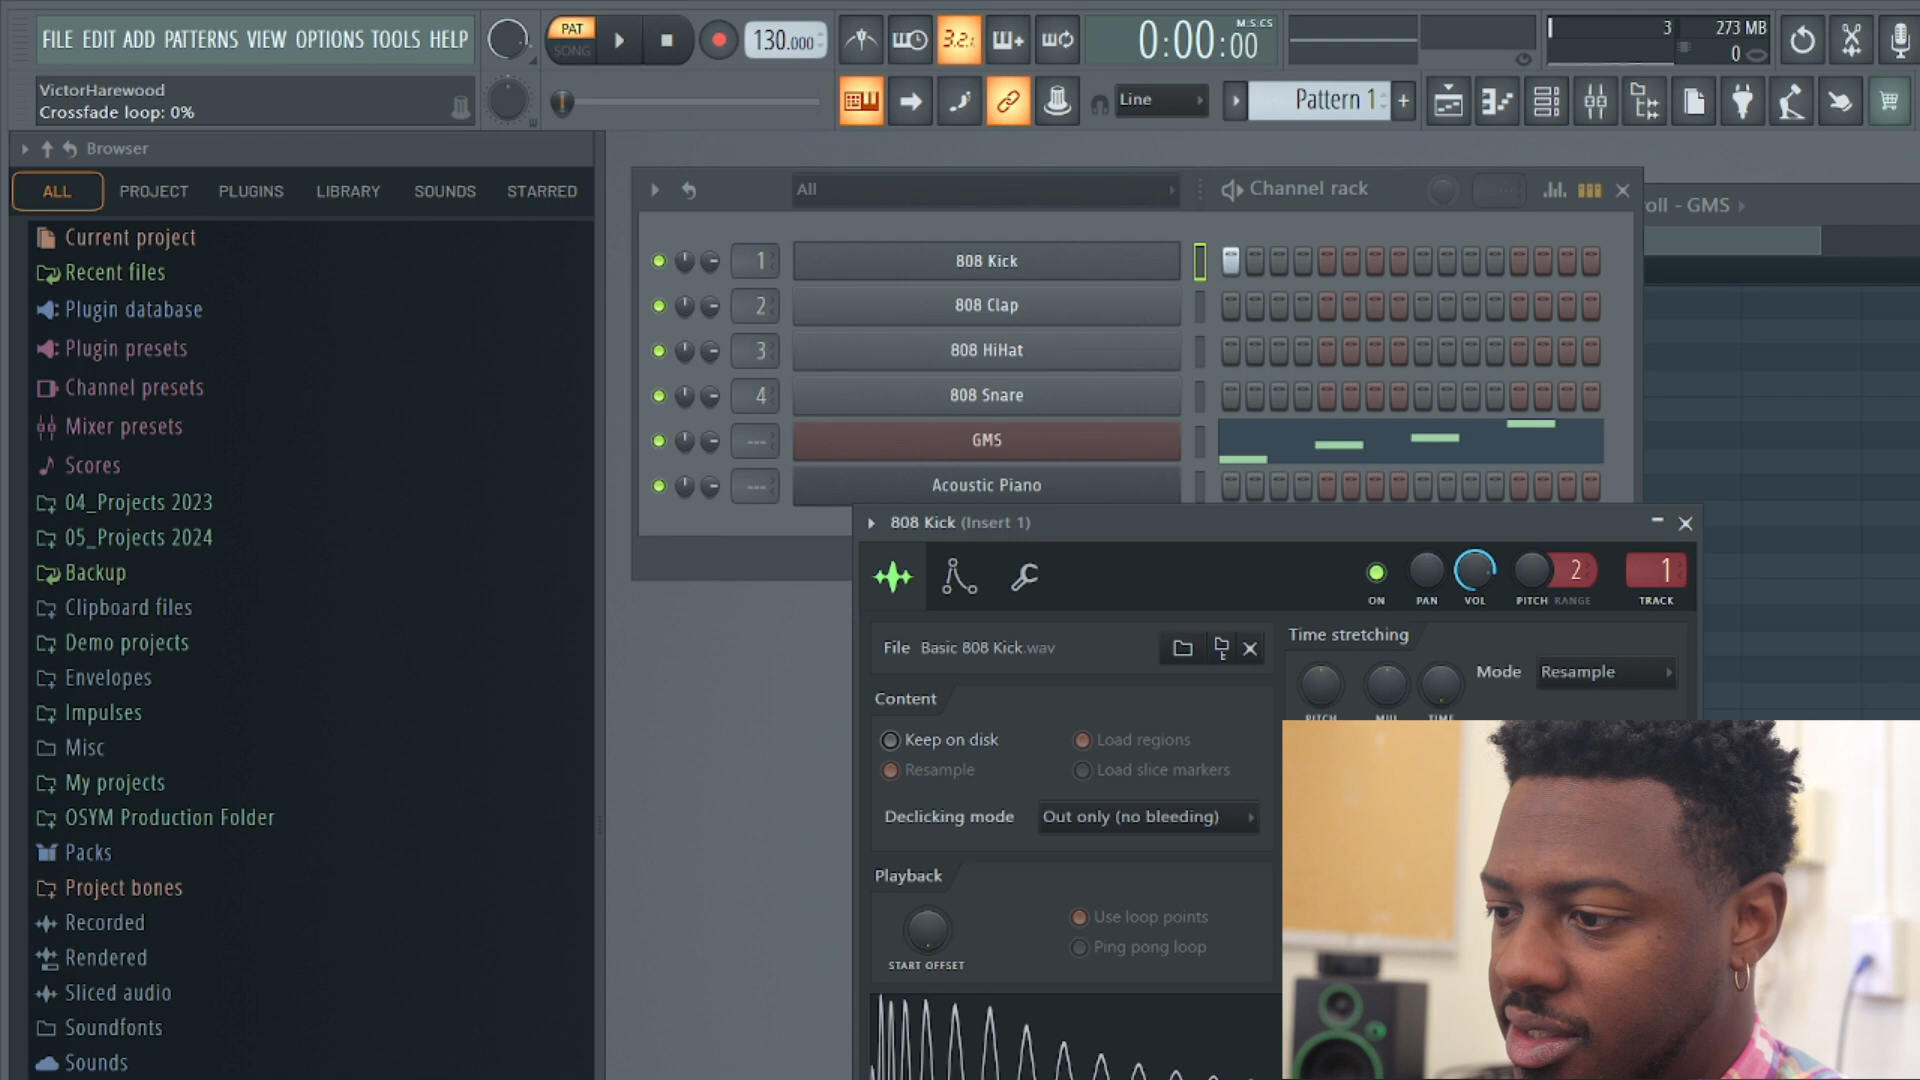 FILE EDIT ADD PATTERNS VIEW OPTIONS TOOLS HELP
PAT
SONG
130.000
3.2.
M:S:CS
0:00:00
3
273 MB
0
VictorHarewood
Crossfade loop: 0%
Line
Pattern 1
Browser
ALL PROJECT PLUGINS LIBRARY SOUNDS STARRED
Current project
Recent files
Plugin database
Plugin presets
Channel presets
Mixer presets
Scores
04_Projects 2023
05_Projects 2024
Backup
Clipboard files
Demo projects
Envelopes
Impulses
Misc
My projects
OSYM Production Folder
Packs
Project bones
Recorded
Rendered
Sliced audio
Soundfonts
Sounds
All
Channel rack
oll - GMS
1 808 Kick
2 808 Clap
3 808 HiHat
4 808 Snare
--- GMS
--- Acoustic Piano
808 Kick (Insert 1)
2
1
ON PAN VOL PITCH RANGE TRACK
File Basic 808 Kick.wav
Time stretching
Mode Resample
PITCH MUL TIME
Content
Keep on disk
Load regions
Resample
Load slice markers
Declicking mode Out only (no bleeding)
Playback
Use loop points
Ping pong loop
START OFFSET